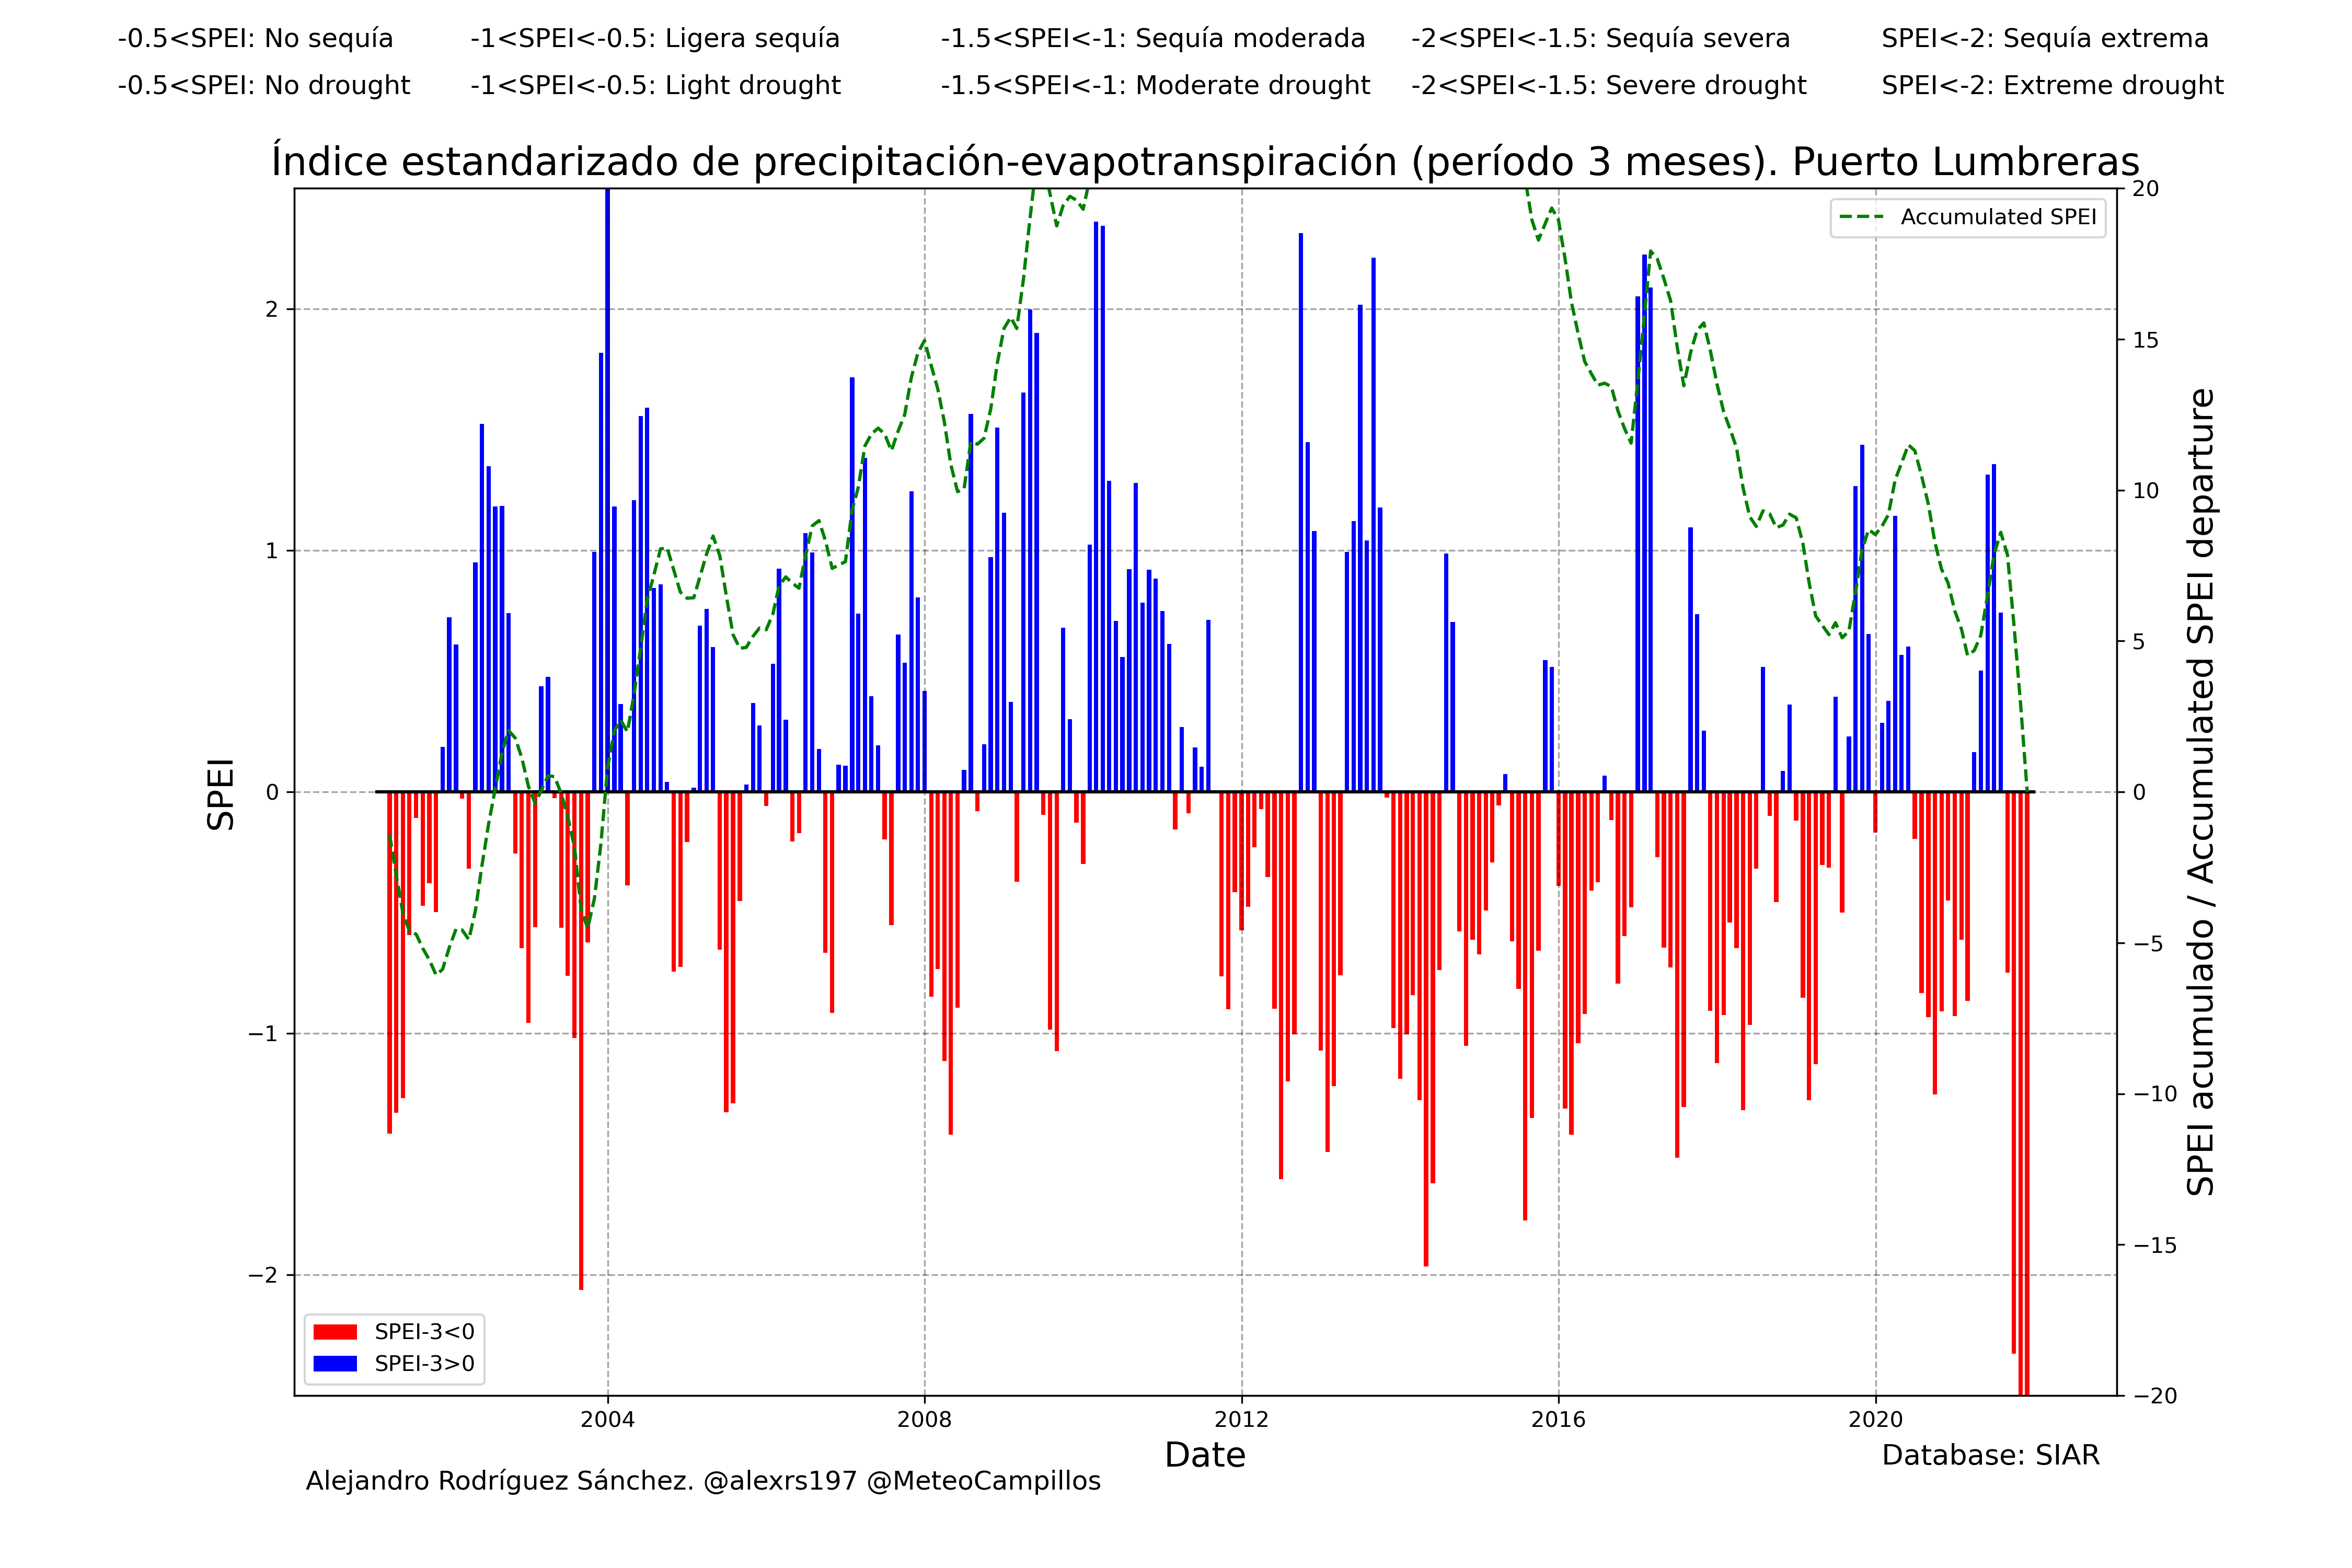 -0.5<SPEI: No sequía -1<SPEI<-0.5: Ligera sequía -1.5<SPEI<-1: Sequía moderada -2<SPEI<-1.5: Sequía severa SPEI<-2: Sequía extrema
-0.5<SPEI: No drought -1<SPEI<-0.5: Light drought -1.5<SPEI<-1: Moderate drought -2<SPEI<-1.5: Severe drought SPEI<-2: Extreme drought
Índice estandarizado de precipitación-evapotranspiración (período 3 meses). Puerto Lumbreras
Accumulated SPEI
SPEI
2
1
0
−1
−2
20
15
10
5
0
−5
−10
−15
−20
SPEI acumulado / Accumulated SPEI departure
SPEI-3<0
SPEI-3>0
2004 2008 2012 2016 2020
Date
Database: SIAR
Alejandro Rodríguez Sánchez. @alexrs197 @MeteoCampillos